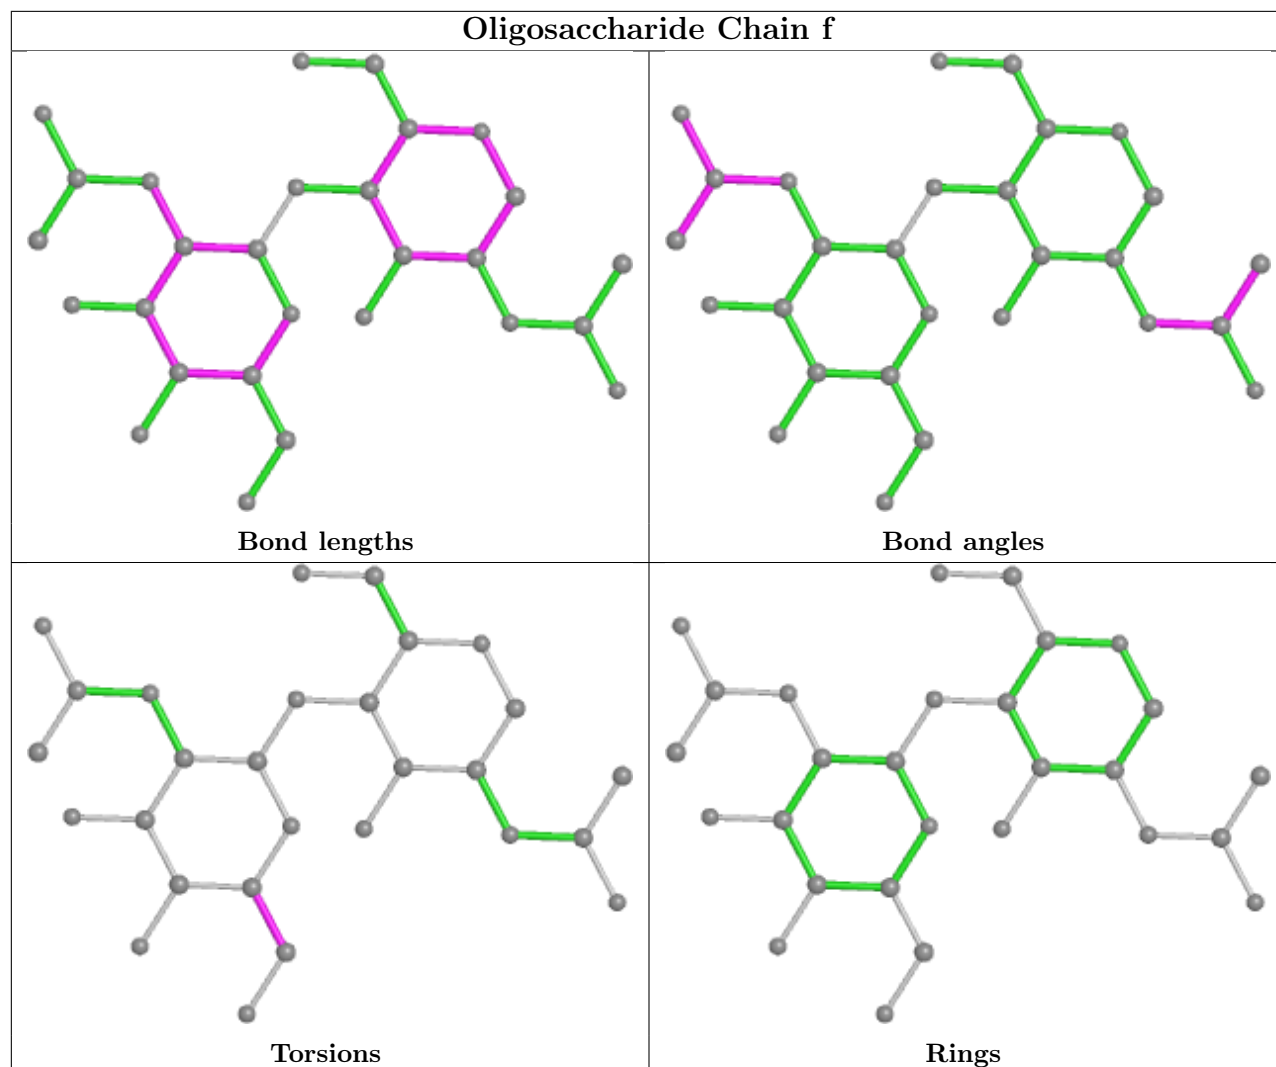 Oligosaccharide Chain f
Bond lengths
Bond angles
Torsions
Rings